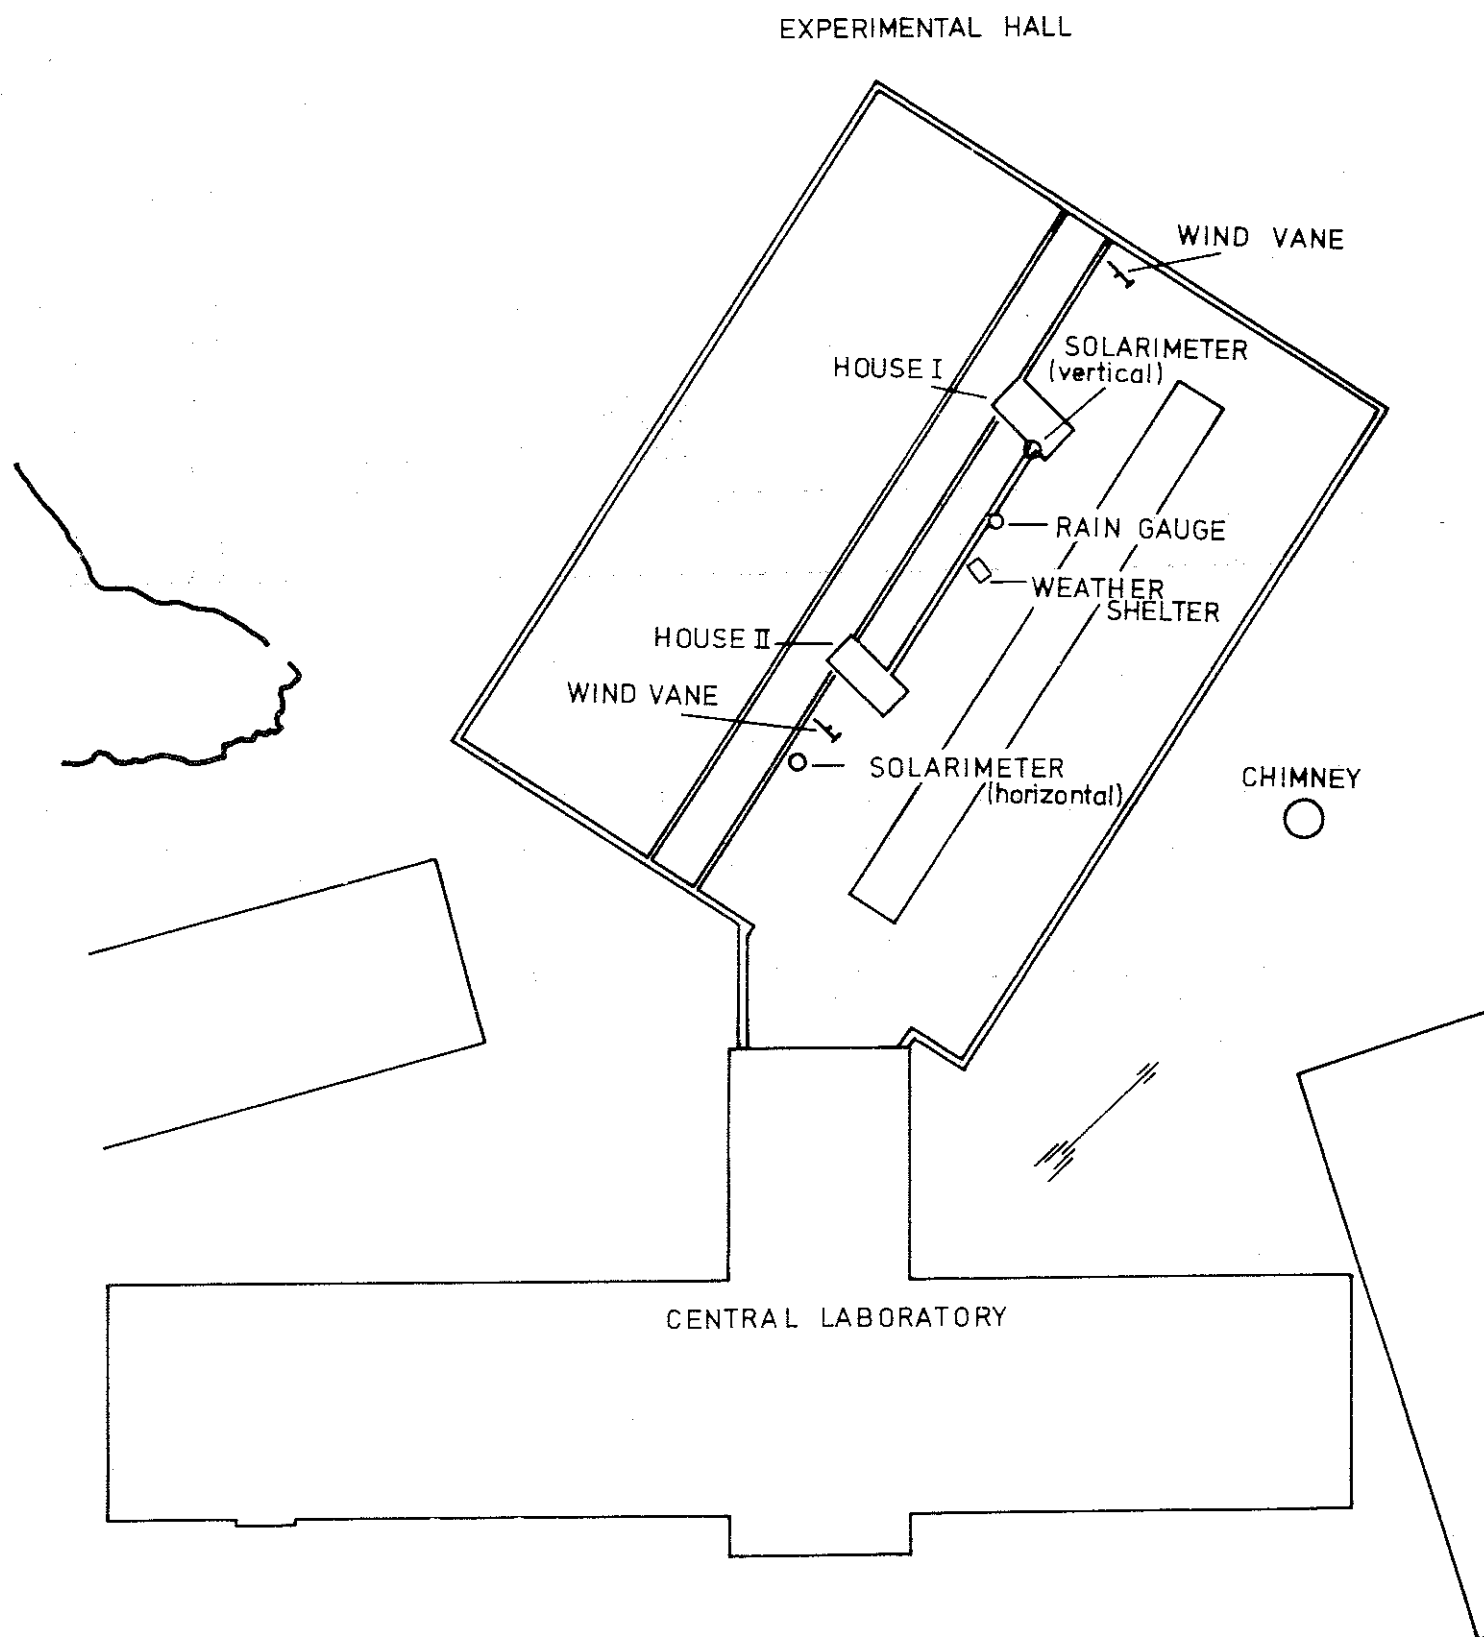 EXPERIMENTAL HALL
WIND VANE
SOLARIMETER
(vertical)
HOUSE I
RAIN GAUGE
WEATHER
SHELTER
HOUSE II
WIND VANE
SOLARIMETER
(horizontal)
CHIMNEY
CENTRAL LABORATORY